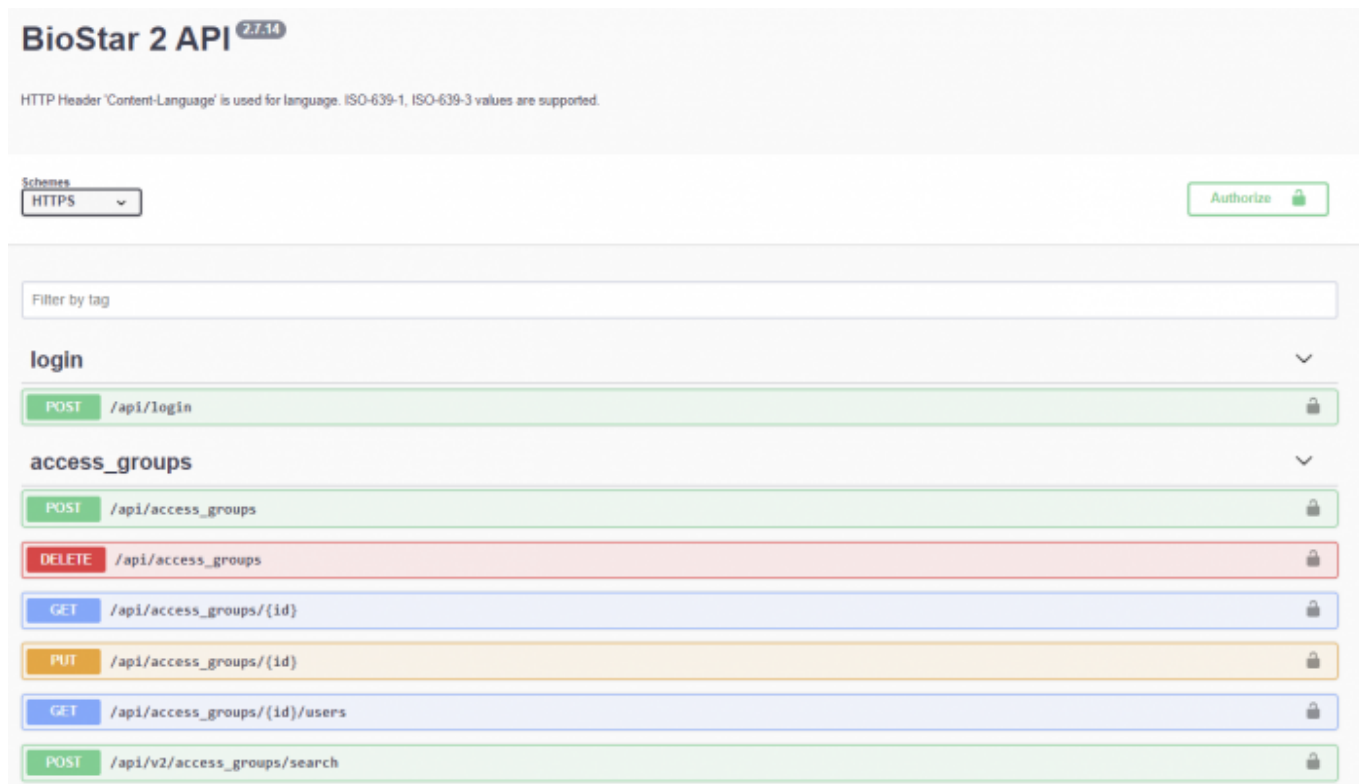 BioStar 2 API 2.7.14
HTTP Header 'Content-Language' is used for language. ISO-639-1, ISO-639-3 values are supported.
Schemes
HTTPS
Authorize
Filter by tag
login
POST /api/login
access_groups
POST /api/access_groups
DELETE /api/access_groups
GET /api/access_groups/{id}
PUT /api/access_groups/{id}
GET /api/access_groups/{id}/users
POST /api/v2/access_groups/search